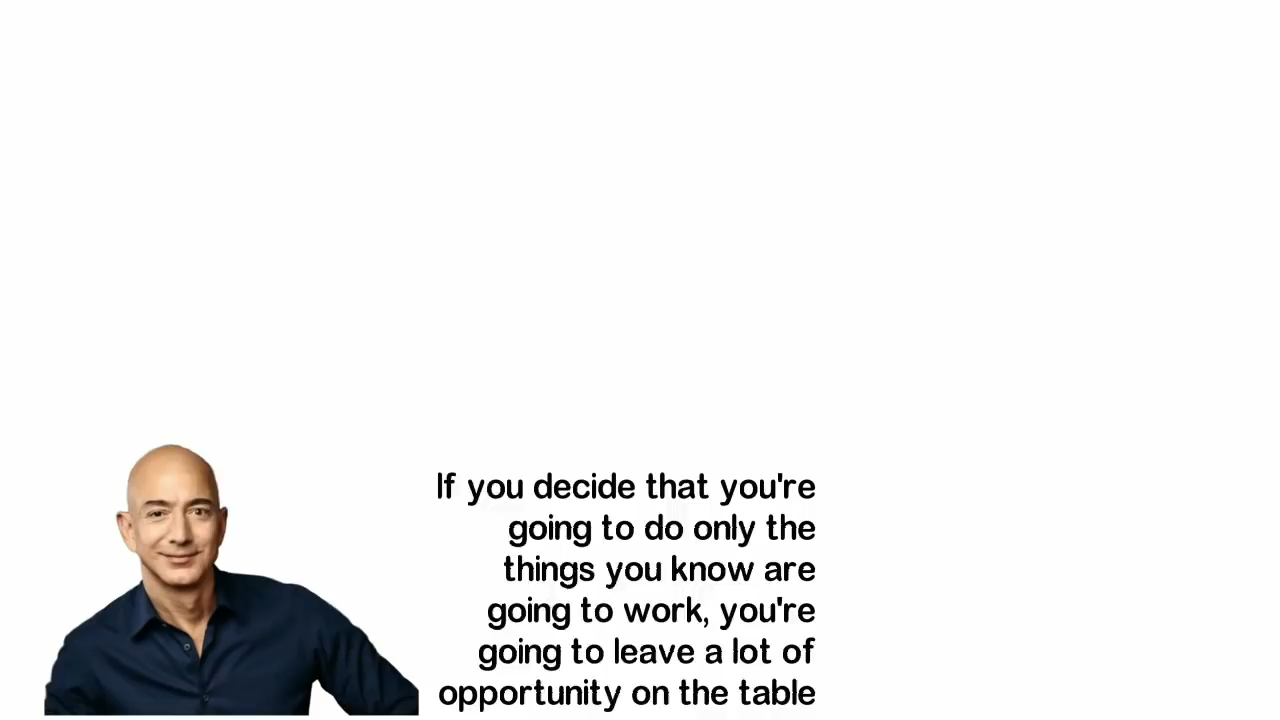 If you decide that you're
going to do only the
things you know are
going to work, you're
going to leave a lot of
opportunity on the table